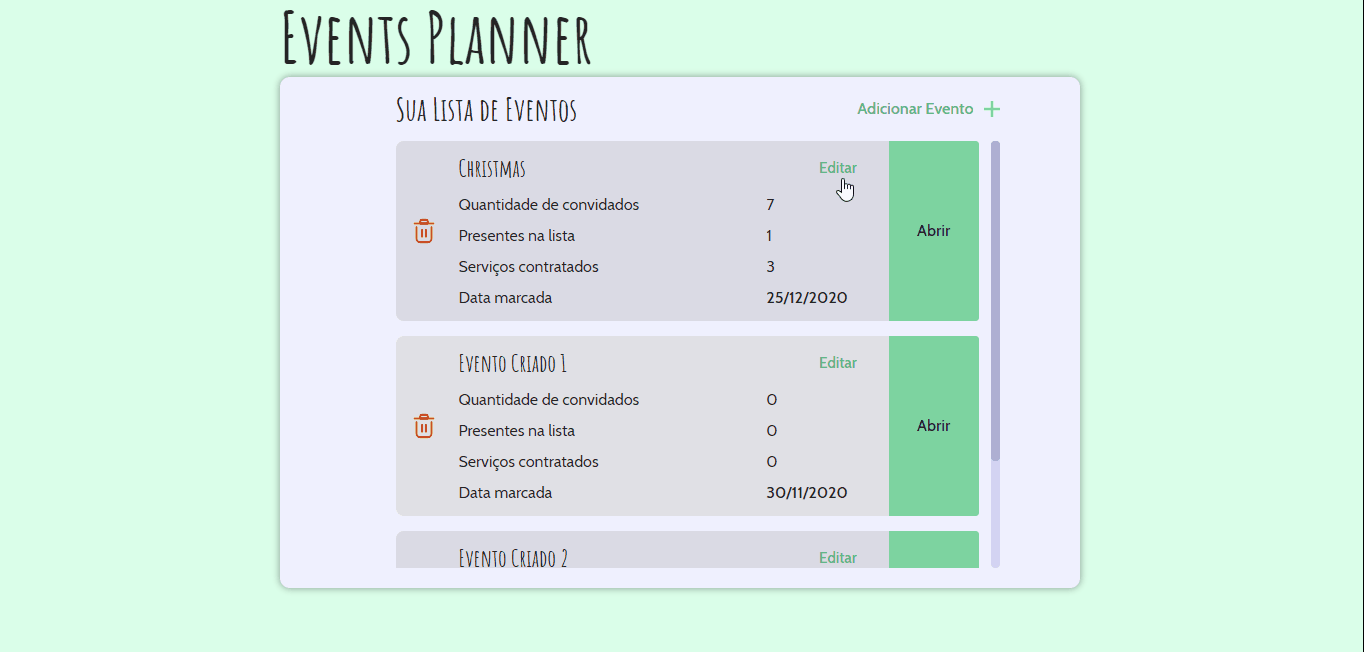 Events Planner
Sua Lista de Eventos
Adicionar Evento
Christmas
Editar
Quantidade de convidados 7
Presentes na lista 1
Serviços contratados 3
Data marcada 25/12/2020
Abrir
Evento Criado 1
Editar
Quantidade de convidados 0
Presentes na lista 0
Serviços contratados 0
Data marcada 30/11/2020
Abrir
Evento Criado 2
Editar